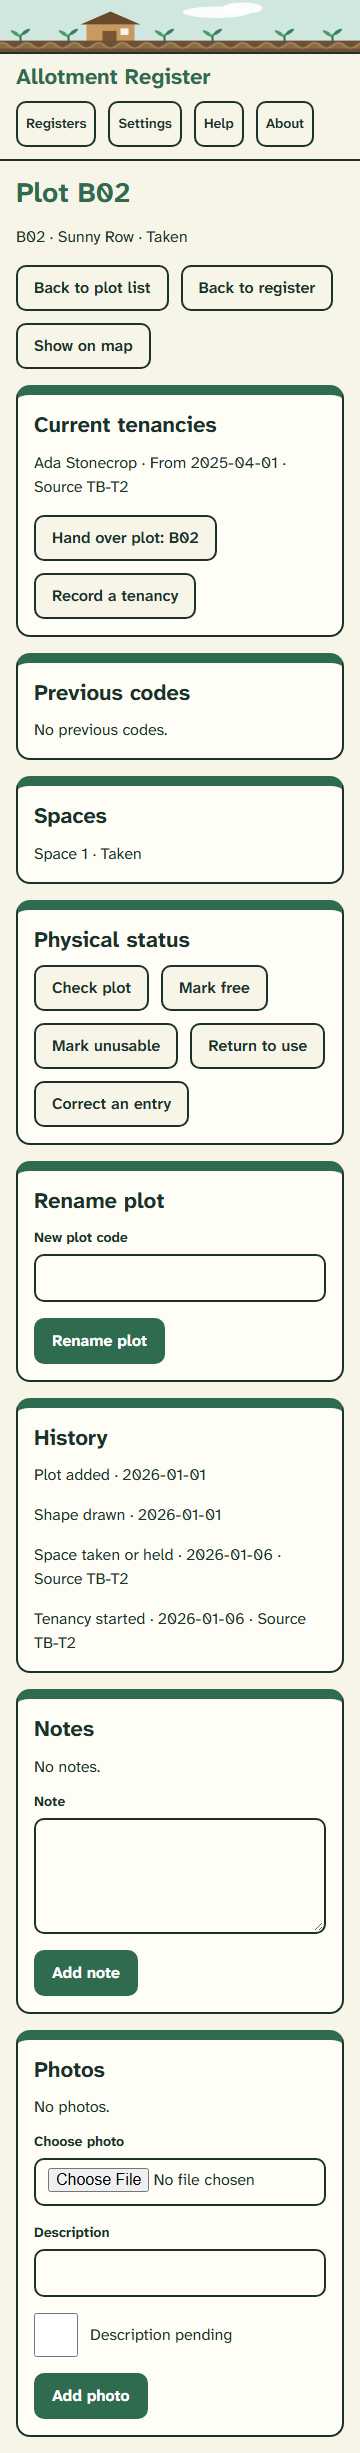 Allotment Register
Registers
Settings
Help
About
Plot B02
B02 · Sunny Row · Taken
Back to plot list
Back to register
Show on map
Current tenancies
Ada Stonecrop · From 2025-04-01 ·
Source TB-T2
Hand over plot: B02
Record a tenancy
Previous codes
No previous codes.
Spaces
Space 1 · Taken
Physical status
Check plot
Mark free
Mark unusable
Return to use
Correct an entry
Rename plot
New plot code
Rename plot
History
Plot added · 2026-01-01
Shape drawn · 2026-01-01
Space taken or held · 2026-01-06 ·
Source TB-T2
Tenancy started · 2026-01-06 · Source
TB-T2
Notes
No notes.
Note
Add note
Photos
No photos.
Choose photo
Choose File No file chosen
Description
Description pending
Add photo